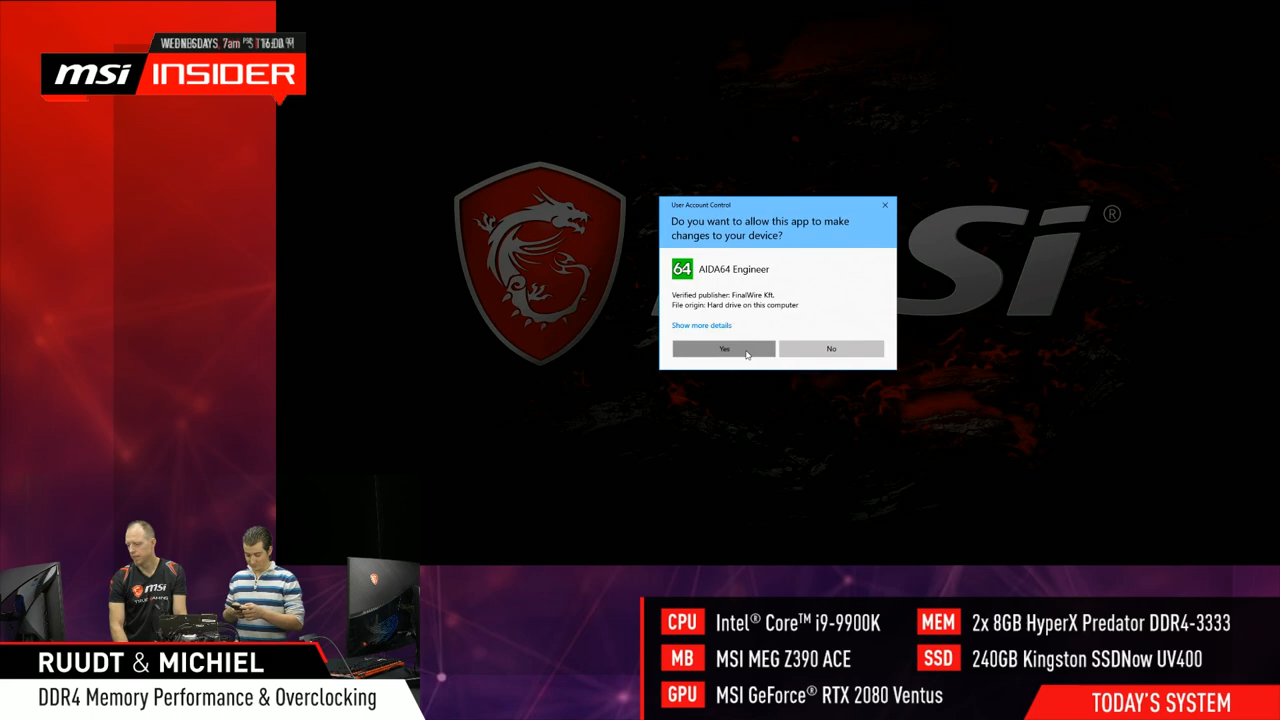 WEDNESDAYS 7am
msi INSIDER
®
User Account Control
Do you want to allow this app to make
changes to your device?
64 AIDA64 Engineer
Verified publisher: FinalWire Kft.
File origin: Hard drive on this computer
Show more details
Yes No
msi
RUUDT & MICHIEL
DDR4 Memory Performance & Overclocking
CPU Intel® Core™ i9-9900K
MB MSI MEG Z390 ACE
GPU MSI GeForce® RTX 2080 Ventus
MEM 2x 8GB HyperX Predator DDR4-3333
SSD 240GB Kingston SSDNow UV400
TODAY'S SYSTEM